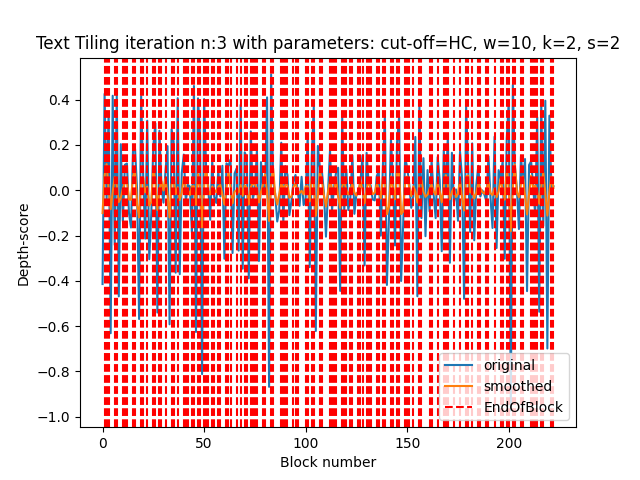 Text Tiling iteration n:3 with parameters: cut-off=HC, w=10, k=2, s=2
Depth-score
0.4
0.2
0.0
−0.2
−0.4
−0.6
−0.8
−1.0
0
50
100
150
200
Block number
original
smoothed
EndOfBlock